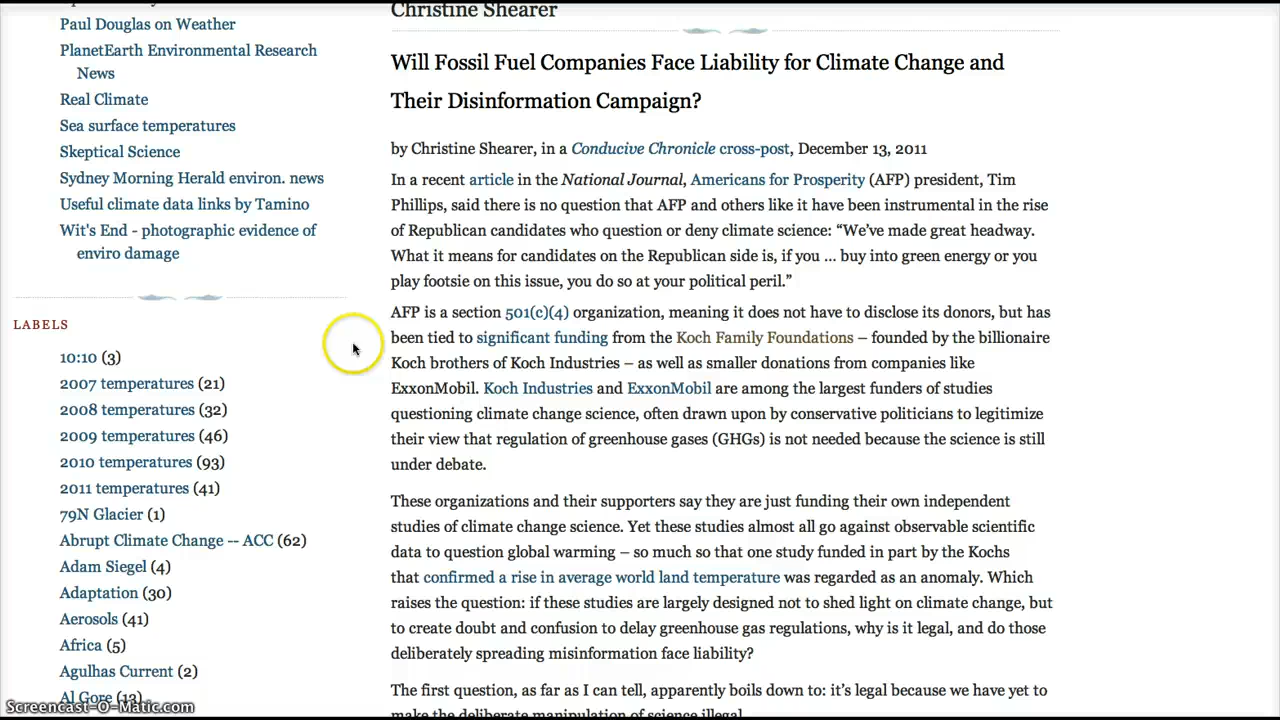 Paul Douglas on Weather
PlanetEarth Environmental Research
News
Real Climate
Sea surface temperatures
Skeptical Science
Sydney Morning Herald environ. news
Useful climate data links by Tamino
Wit's End - photographic evidence of
enviro damage
LABELS
10:10 (3)
2007 temperatures (21)
2008 temperatures (32)
2009 temperatures (46)
2010 temperatures (93)
2011 temperatures (41)
79N Glacier (1)
Abrupt Climate Change -- ACC (62)
Adam Siegel (4)
Adaptation (30)
Aerosols (41)
Africa (5)
Agulhas Current (2)
Al Gore (13)
Christine Shearer
Will Fossil Fuel Companies Face Liability for Climate Change and
Their Disinformation Campaign?
by Christine Shearer, in a Conducive Chronicle cross-post, December 13, 2011
In a recent article in the National Journal, Americans for Prosperity (AFP) president, Tim
Phillips, said there is no question that AFP and others like it have been instrumental in the rise
of Republican candidates who question or deny climate science: “We’ve made great headway.
What it means for candidates on the Republican side is, if you ... buy into green energy or you
play footsie on this issue, you do so at your political peril.”
AFP is a section 501(c)(4) organization, meaning it does not have to disclose its donors, but has
been tied to significant funding from the Koch Family Foundations – founded by the billionaire
Koch brothers of Koch Industries – as well as smaller donations from companies like
ExxonMobil. Koch Industries and ExxonMobil are among the largest funders of studies
questioning climate change science, often drawn upon by conservative politicians to legitimize
their view that regulation of greenhouse gases (GHGs) is not needed because the science is still
under debate.
These organizations and their supporters say they are just funding their own independent
studies of climate change science. Yet these studies almost all go against observable scientific
data to question global warming – so much so that one study funded in part by the Kochs
that confirmed a rise in average world land temperature was regarded as an anomaly. Which
raises the question: if these studies are largely designed not to shed light on climate change, but
to create doubt and confusion to delay greenhouse gas regulations, why is it legal, and do those
deliberately spreading misinformation face liability?
The first question, as far as I can tell, apparently boils down to: it’s legal because we have yet to
make the deliberate manipulation of science illegal.
Screencast-O-Matic.com